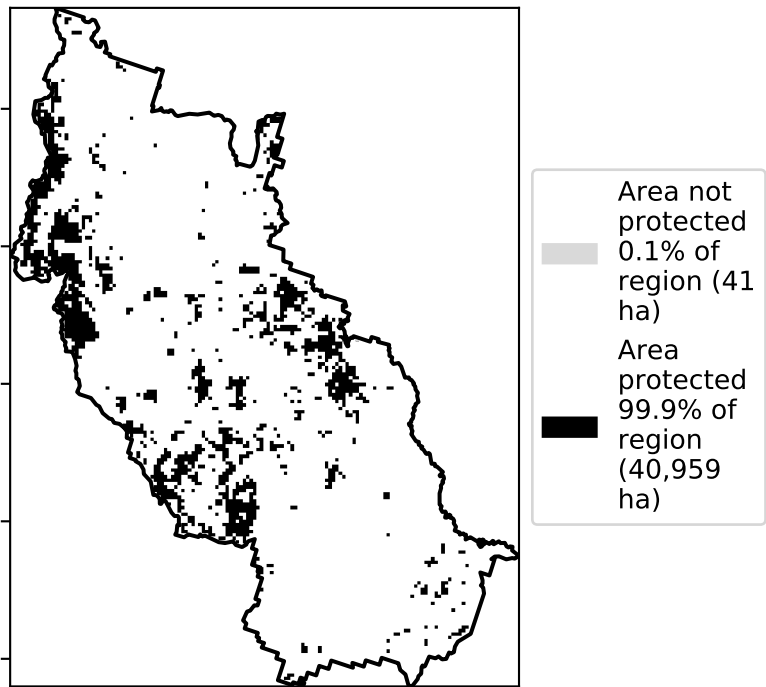 Area not
protected
0.1% of
region (41
ha)
Area
protected
99.9% of
region
(40,959
ha)